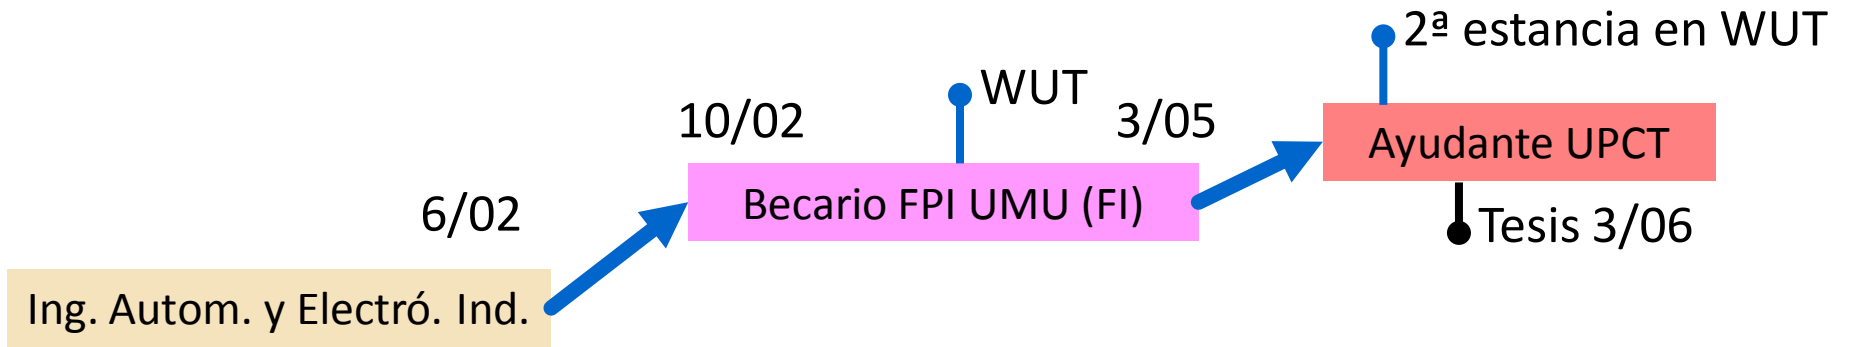 2ª estancia en WUT
WUT
10/02
3/05
Ayudante UPCT
Becario FPI UMU (FI)
6/02
Tesis 3/06
Ing. Autom. y Electró. Ind.